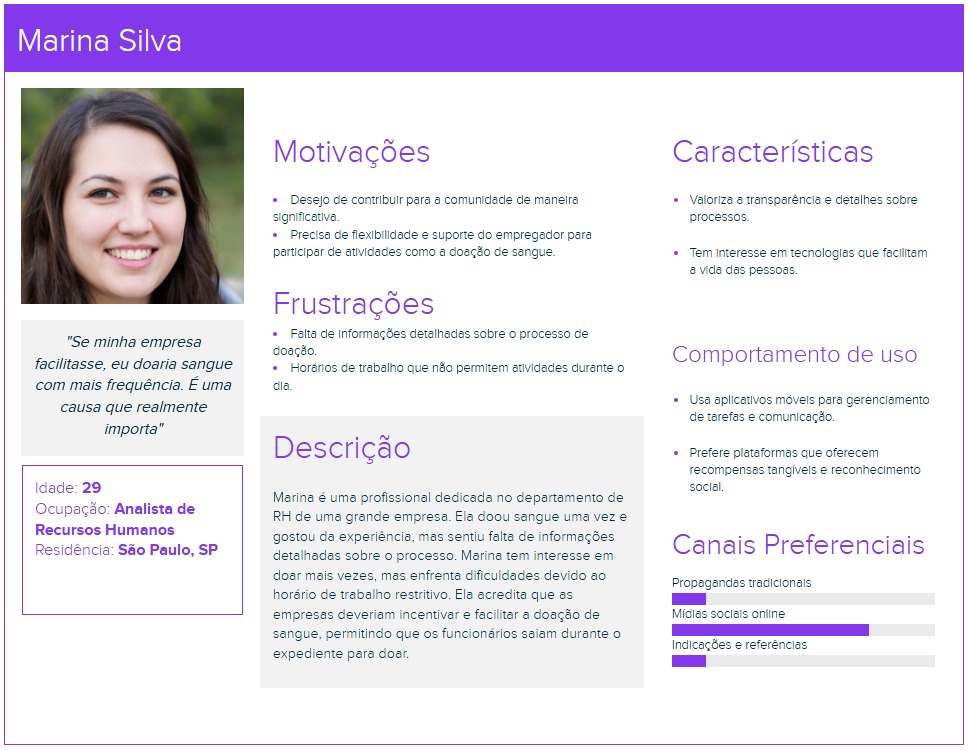 Marina Silva
"Se minha empresa
facilitasse, eu doaria sangue
com mais frequência. É uma
causa que realmente
importa"
Idade: 29
Ocupação: Analista de
Recursos Humanos
Residência: São Paulo, SP
Motivações
• Desejo de contribuir para a comunidade de maneira
significativa.
• Precisa de flexibilidade e suporte do empregador para
participar de atividades como a doação de sangue.
Frustrações
• Falta de informações detalhadas sobre o processo de
doação.
• Horários de trabalho que não permitem atividades durante o
dia.
Descrição
Marina é uma profissional dedicada no departamento de
RH de uma grande empresa. Ela doou sangue uma vez e
gostou da experiência, mas sentiu falta de informações
detalhadas sobre o processo. Marina tem interesse em
doar mais vezes, mas enfrenta dificuldades devido ao
horário de trabalho restritivo. Ela acredita que as
empresas deveriam incentivar e facilitar a doação de
sangue, permitindo que os funcionários saiam durante o
expediente para doar.
Características
• Valoriza a transparência e detalhes sobre
processos.
• Tem interesse em tecnologias que facilitam
a vida das pessoas.
Comportamento de uso
• Usa aplicativos móveis para gerenciamento
de tarefas e comunicação.
• Prefere plataformas que oferecem
recompensas tangíveis e reconhecimento
social.
Canais Preferenciais
Propagandas tradicionais
Mídias sociais online
Indicações e referências